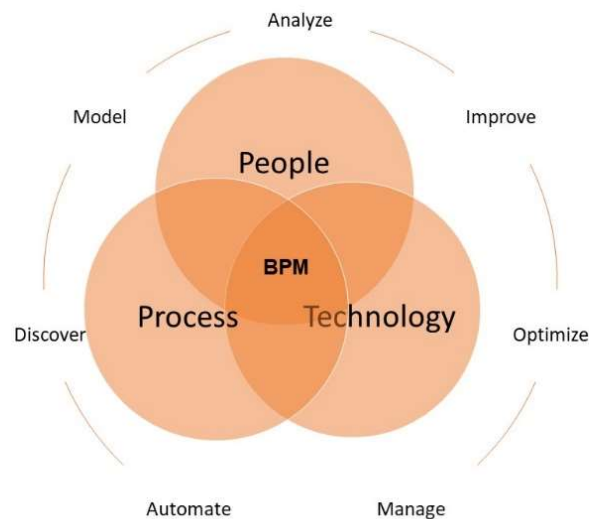 Analyze
Model
Improve
People
BPM
Process
Technology
Discover
Optimize
Automate
Manage